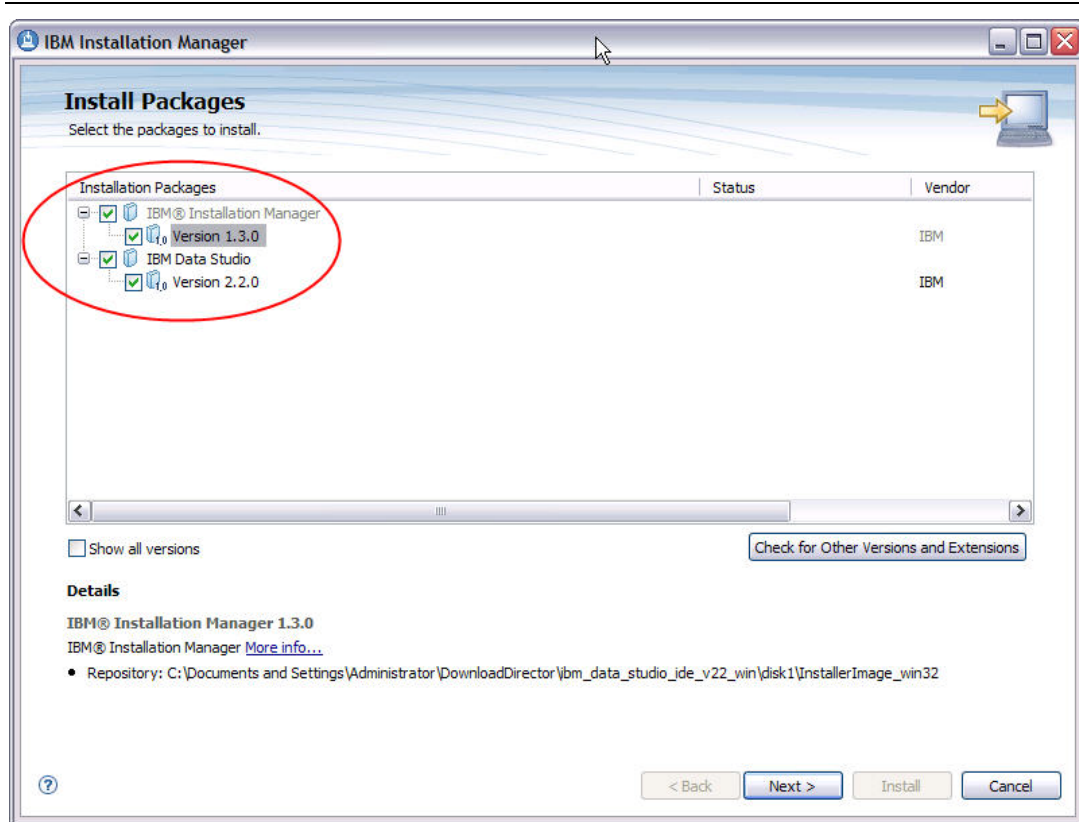 IBM Installation Manager
Install Packages
Select the packages to install.
Installation Packages Status Vendor
IBM® Installation Manager
Version 1.3.0 IBM
IBM Data Studio
Version 2.2.0 IBM
Show all versions Check for Other Versions and Extensions
Details
IBM® Installation Manager 1.3.0
IBM® Installation Manager More info...
• Repository: C:\Documents and Settings\Administrator\DownloadDirector\ibm_data_studio_ide_v22_win\disk1\InstallerImage_win32
? < Back Next > Install Cancel